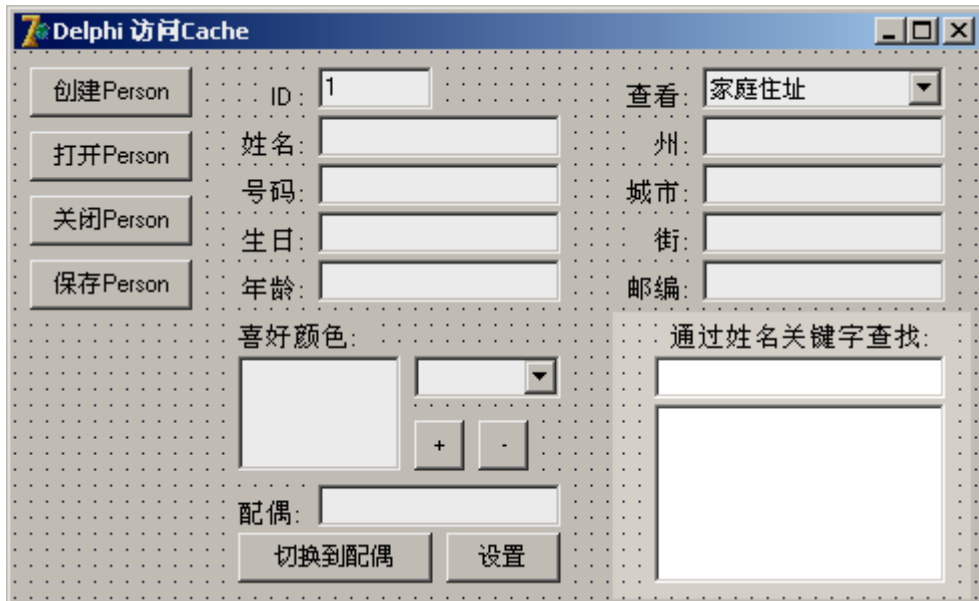 Delphi 访问Cache
创建Person
打开Person
关闭Person
保存Person
ID: 1
姓名:
号码:
生日:
年龄:
喜好颜色:
+ -
配偶:
切换到配偶 设置
查看: 家庭住址
州:
城市:
街:
邮编:
通过姓名关键字查找: